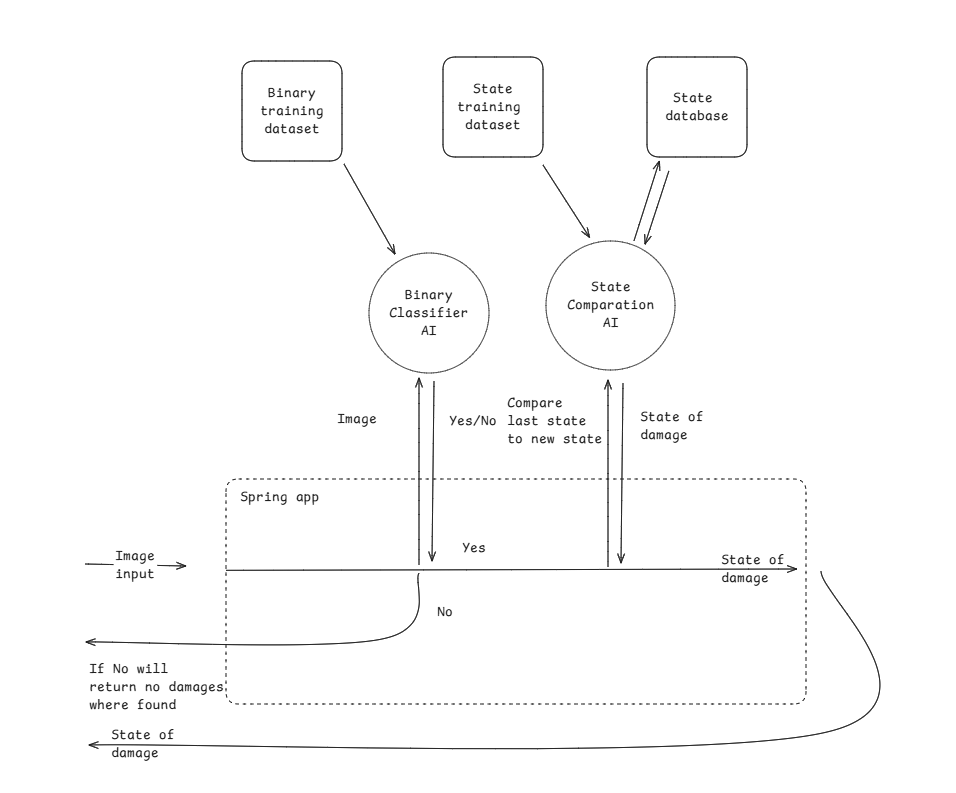 Binary
training
dataset
State
training
dataset
State
database
Binary
Classifier
AI
State
Comparation
AI
Image
Yes/No
Compare
last state
to new state
State of
damage
Spring app
Image
input
Yes
State of
damage
No
If No will
return no damages
where found
State of
damage